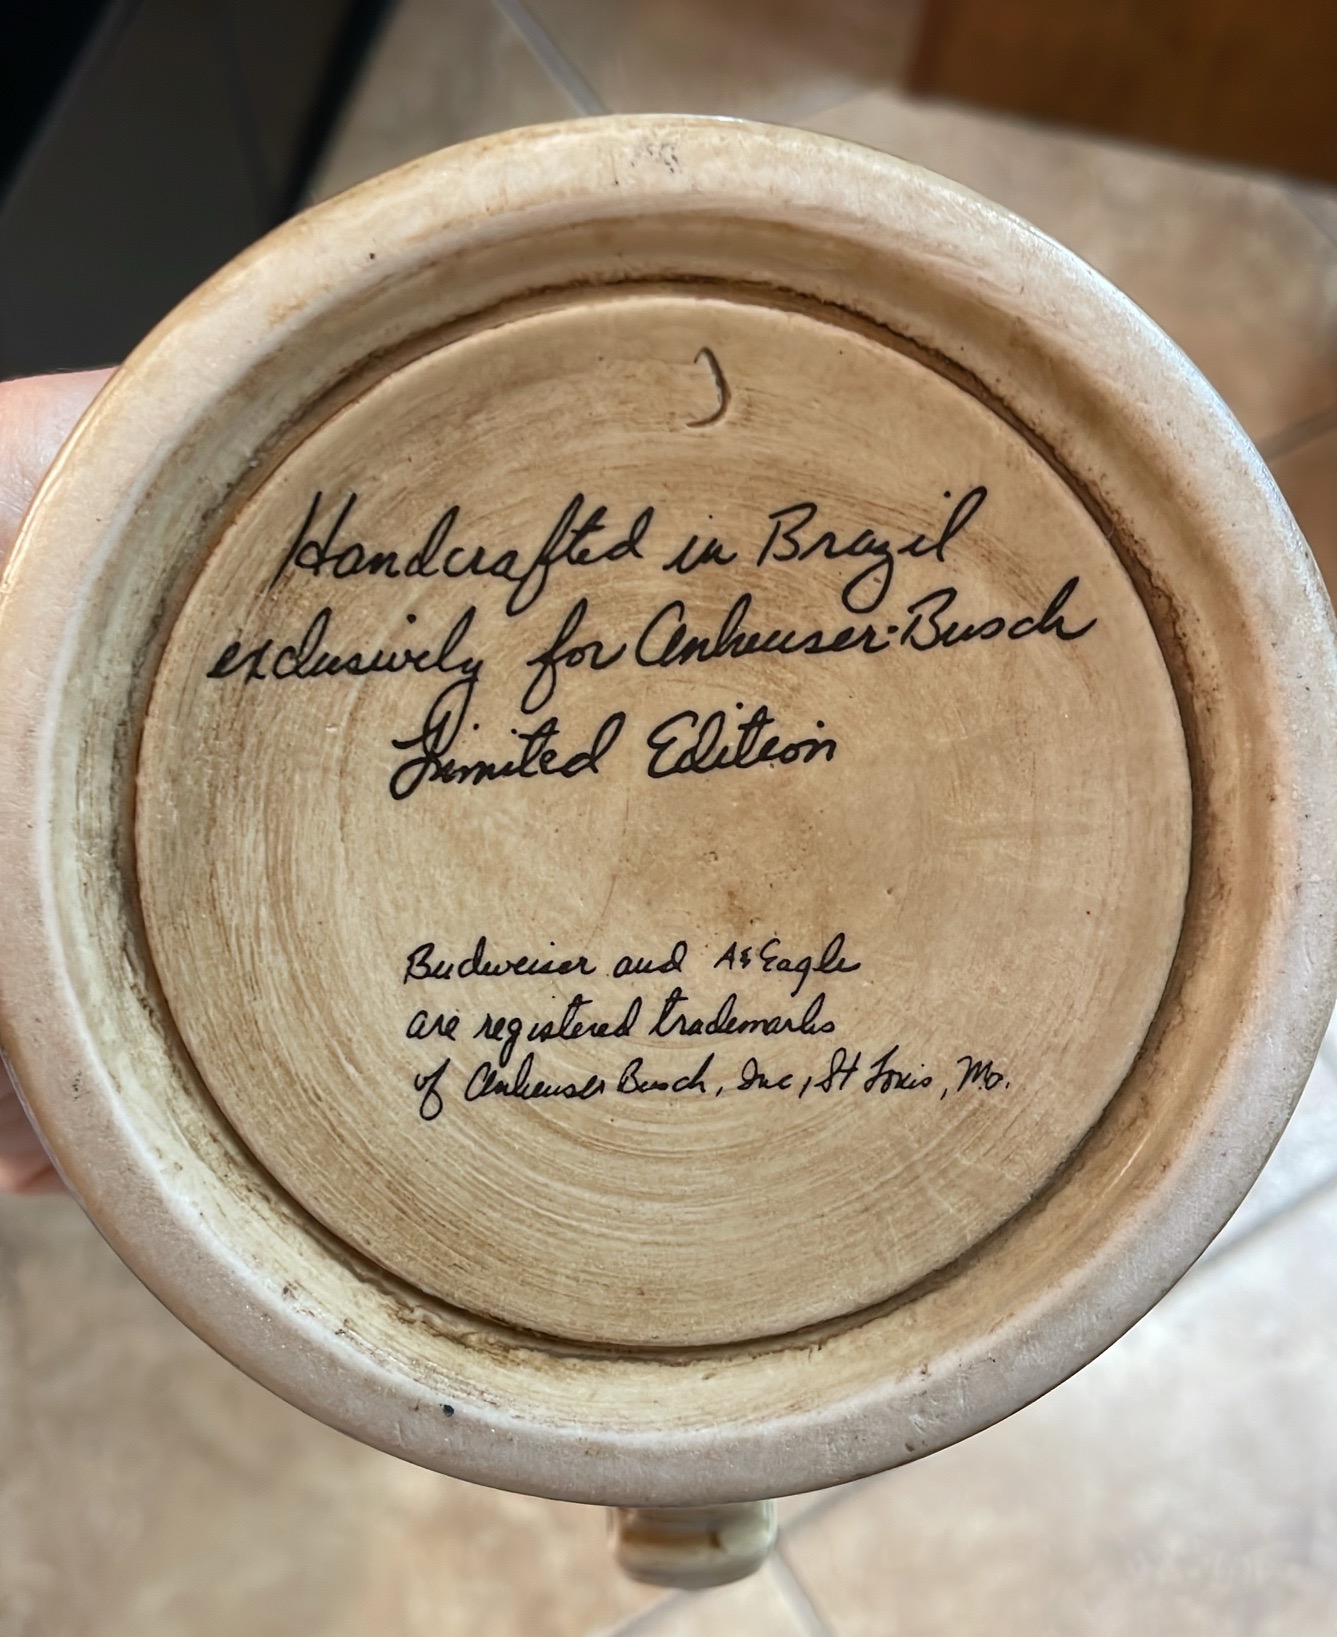 Handcrafted in Brazil
exclusively for Anheuser-Busch
Limited Edition
Budweiser and A&Eagle
are registered trademarks
of Anheuser Busch, Inc, St Louis, Mo.